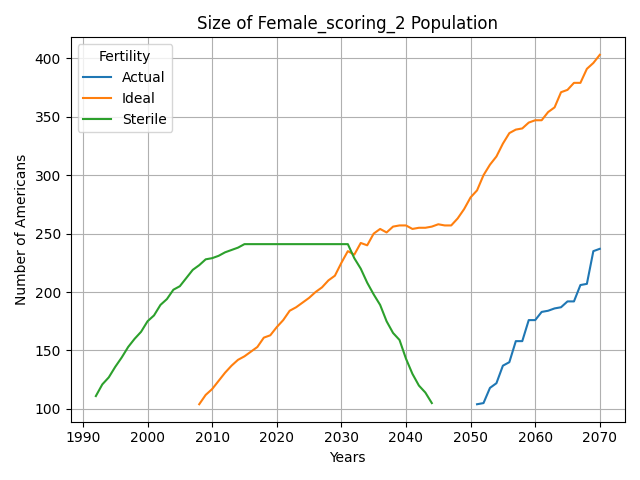 Size of Female_scoring_2 Population
Fertility
Actual
Ideal
Sterile
Number of Americans
400
350
300
250
200
150
100
1990 2000 2010 2020 2030 2040 2050 2060 2070
Years